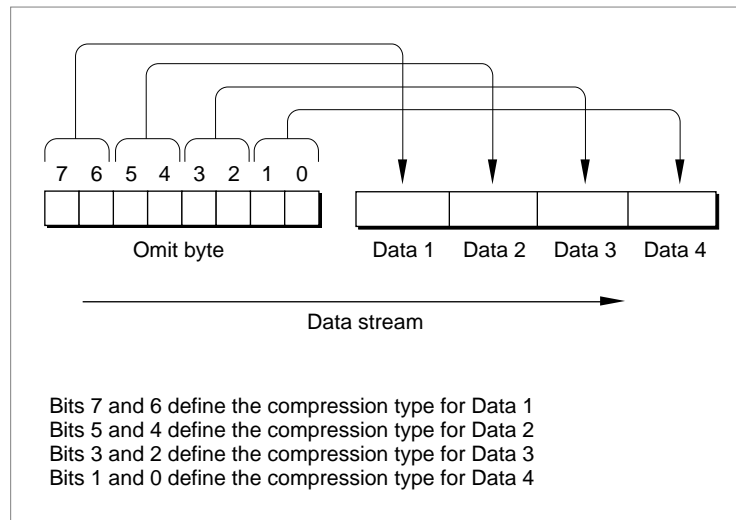 7 6 5 4 3 2 1 0
Omit byte Data 1 Data 2 Data 3 Data 4
Data stream
Bits 7 and 6 define the compression type for Data 1
Bits 5 and 4 define the compression type for Data 2
Bits 3 and 2 define the compression type for Data 3
Bits 1 and 0 define the compression type for Data 4